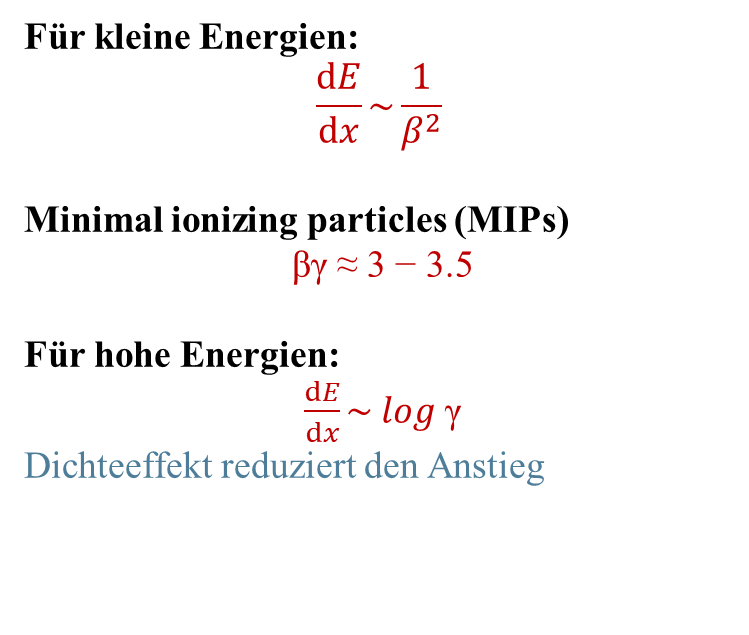 Für kleine Energien:
dE/dx ~ 1/β²
Minimal ionizing particles (MIPs)
βγ ≈ 3 − 3.5
Für hohe Energien:
dE/dx ~ log γ
Dichteeffekt reduziert den Anstieg